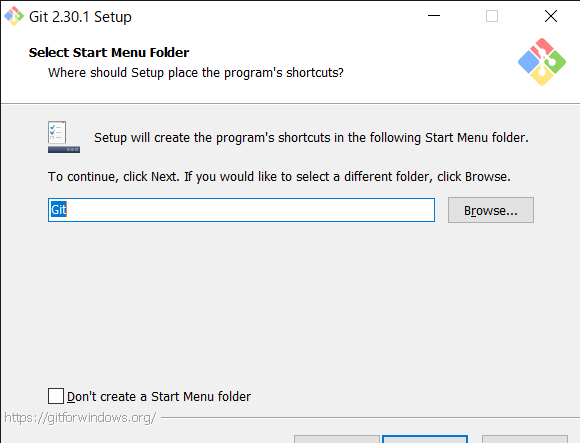 Git 2.30.1 Setup
Select Start Menu Folder
Where should Setup place the program's shortcuts?
Setup will create the program's shortcuts in the following Start Menu folder.
To continue, click Next. If you would like to select a different folder, click Browse.
Git
Browse...
Don't create a Start Menu folder
https://gitforwindows.org/